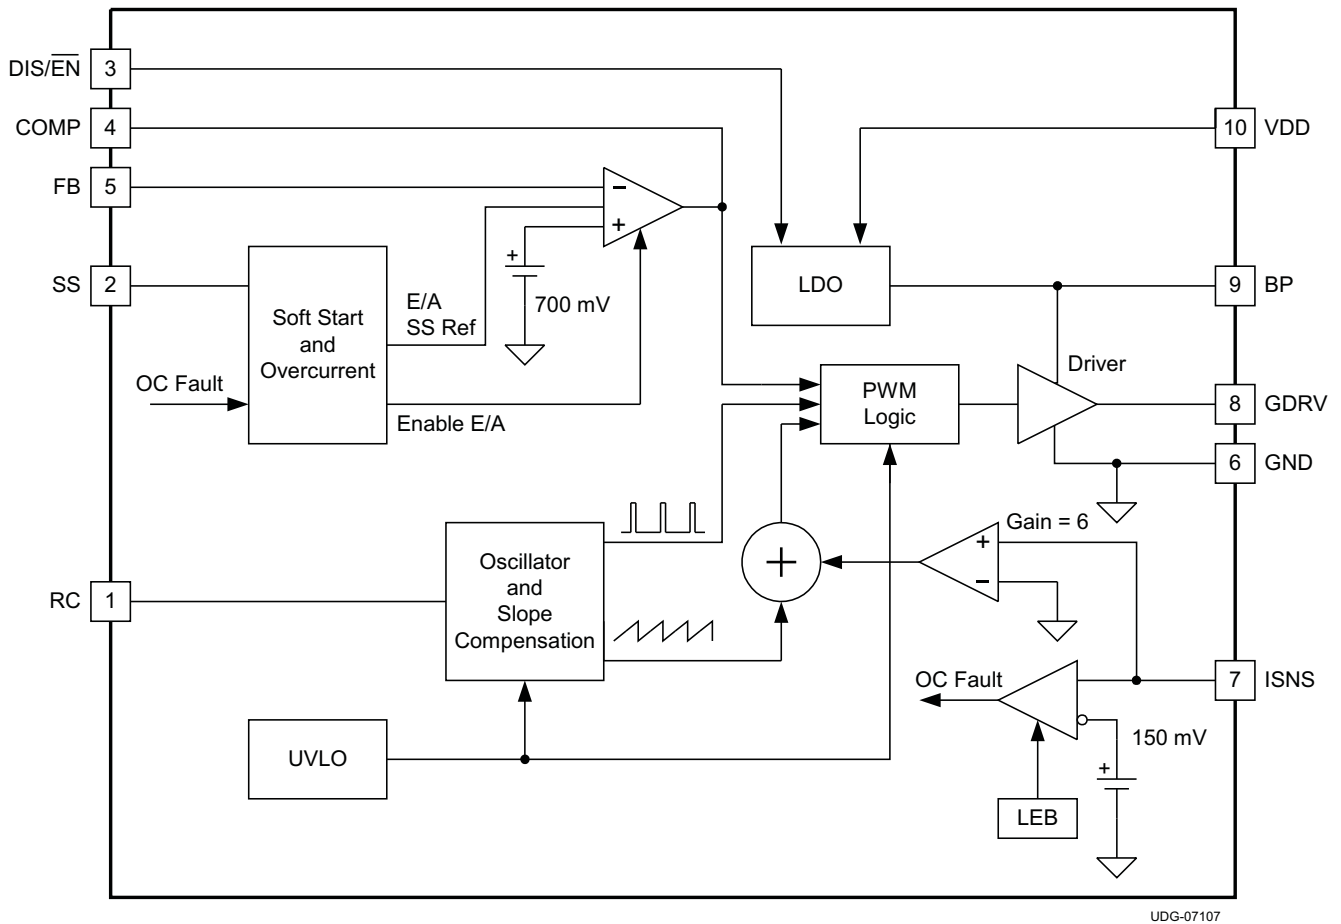 DIS/EN
3
COMP
4
10
VDD
FB
5
−
+
SS
2
+
700 mV
LDO
9
BP
Soft Start
and
Overcurrent
E/A
SS Ref
OC Fault
Enable E/A
Driver
PWM
Logic
8
GDRV
6
GND
Gain = 6
+
−
+
Oscillator
and
Slope
Compensation
RC
1
OC Fault
7
ISNS
150 mV
+
UVLO
LEB
UDG-07107